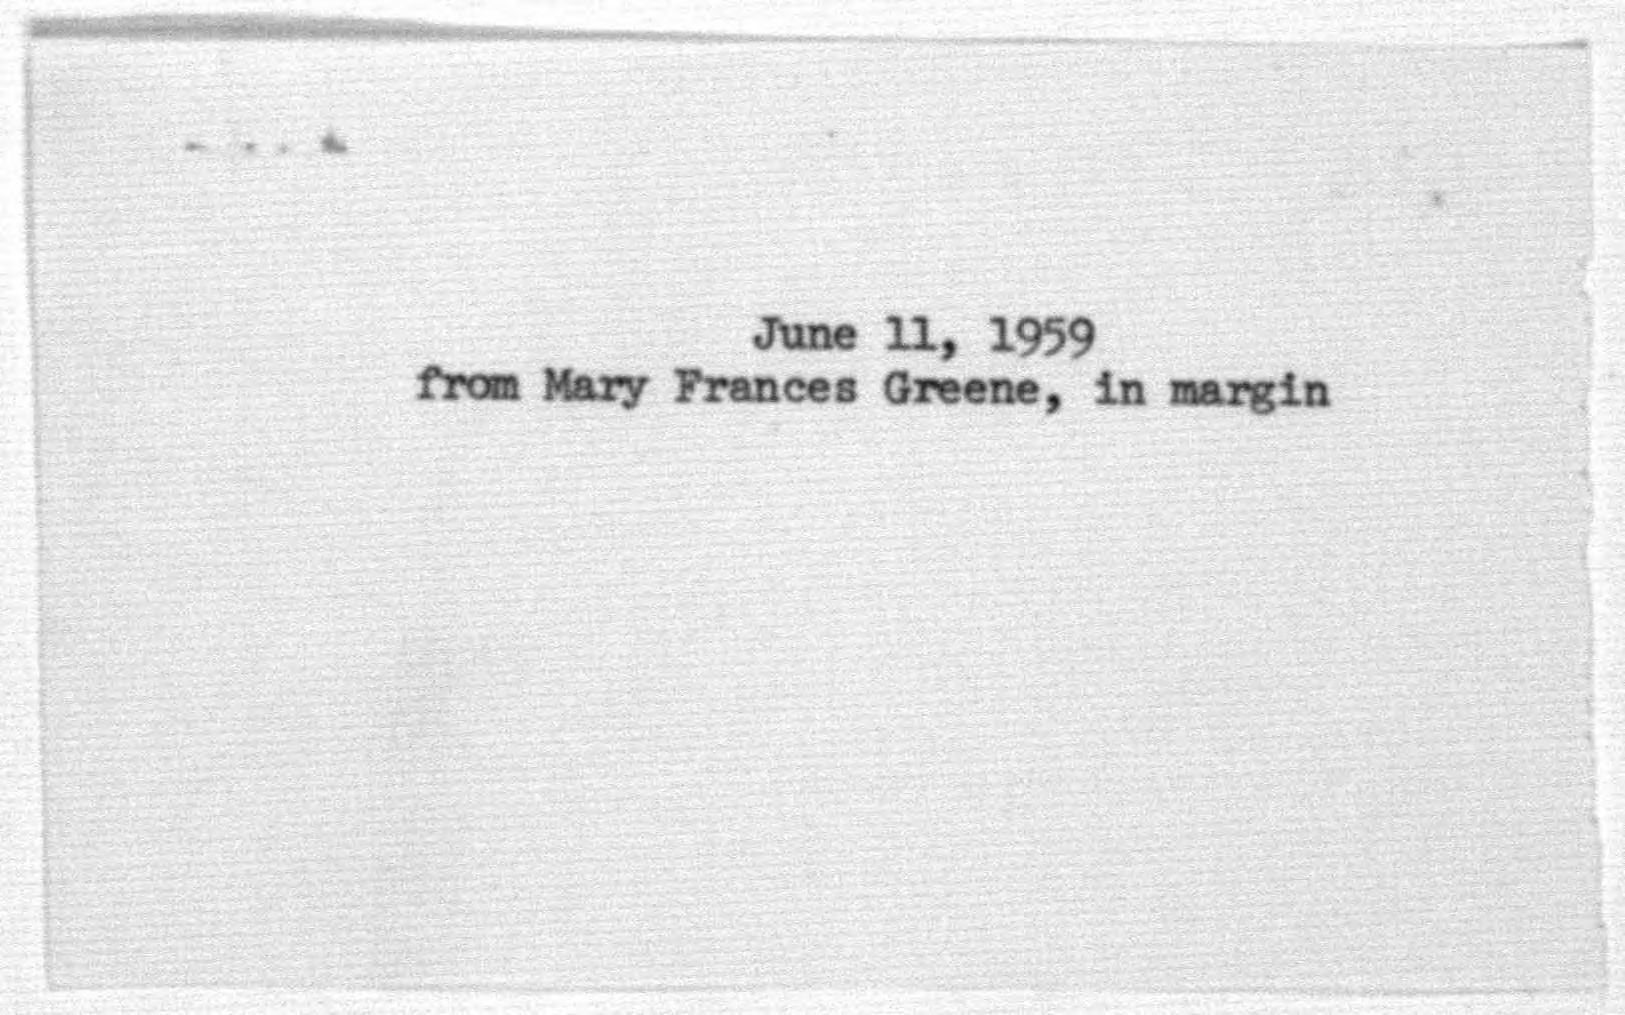 June 11, 1959
from Mary Frances Greene, in margin